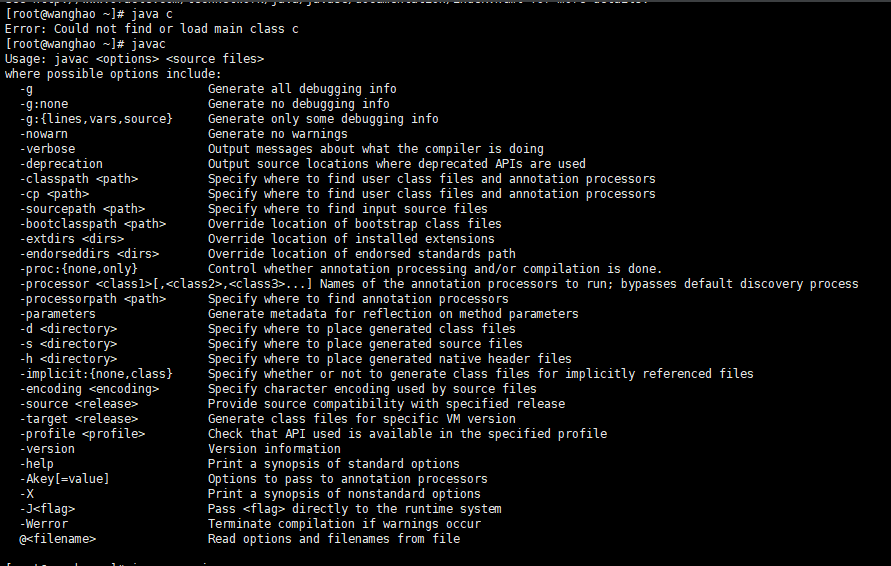 [root@wanghao ~]# java c
Error: Could not find or load main class c
[root@wanghao ~]# javac
Usage: javac <options> <source files>
where possible options include:
  -g                         Generate all debugging info
  -g:none                    Generate no debugging info
  -g:{lines,vars,source}     Generate only some debugging info
  -nowarn                    Generate no warnings
  -verbose                   Output messages about what the compiler is doing
  -deprecation               Output source locations where deprecated APIs are used
  -classpath <path>          Specify where to find user class files and annotation processors
  -cp <path>                 Specify where to find user class files and annotation processors
  -sourcepath <path>         Specify where to find input source files
  -bootclasspath <path>      Override location of bootstrap class files
  -extdirs <dirs>            Override location of installed extensions
  -endorseddirs <dirs>       Override location of endorsed standards path
  -proc:{none,only}          Control whether annotation processing and/or compilation is done.
  -processor <class1>[,<class2>,<class3>...] Names of the annotation processors to run; bypasses default discovery process
  -processorpath <path>      Specify where to find annotation processors
  -parameters                Generate metadata for reflection on method parameters
  -d <directory>             Specify where to place generated class files
  -s <directory>             Specify where to place generated source files
  -h <directory>             Specify where to place generated native header files
  -implicit:{none,class}     Specify whether or not to generate class files for implicitly referenced files
  -encoding <encoding>       Specify character encoding used by source files
  -source <release>          Provide source compatibility with specified release
  -target <release>          Generate class files for specific VM version
  -profile <profile>         Check that API used is available in the specified profile
  -version                   Version information
  -help                      Print a synopsis of standard options
  -Akey[=value]              Options to pass to annotation processors
  -X                         Print a synopsis of nonstandard options
  -J<flag>                   Pass <flag> directly to the runtime system
  -Werror                    Terminate compilation if warnings occur
  @<filename>                Read options and filenames from file